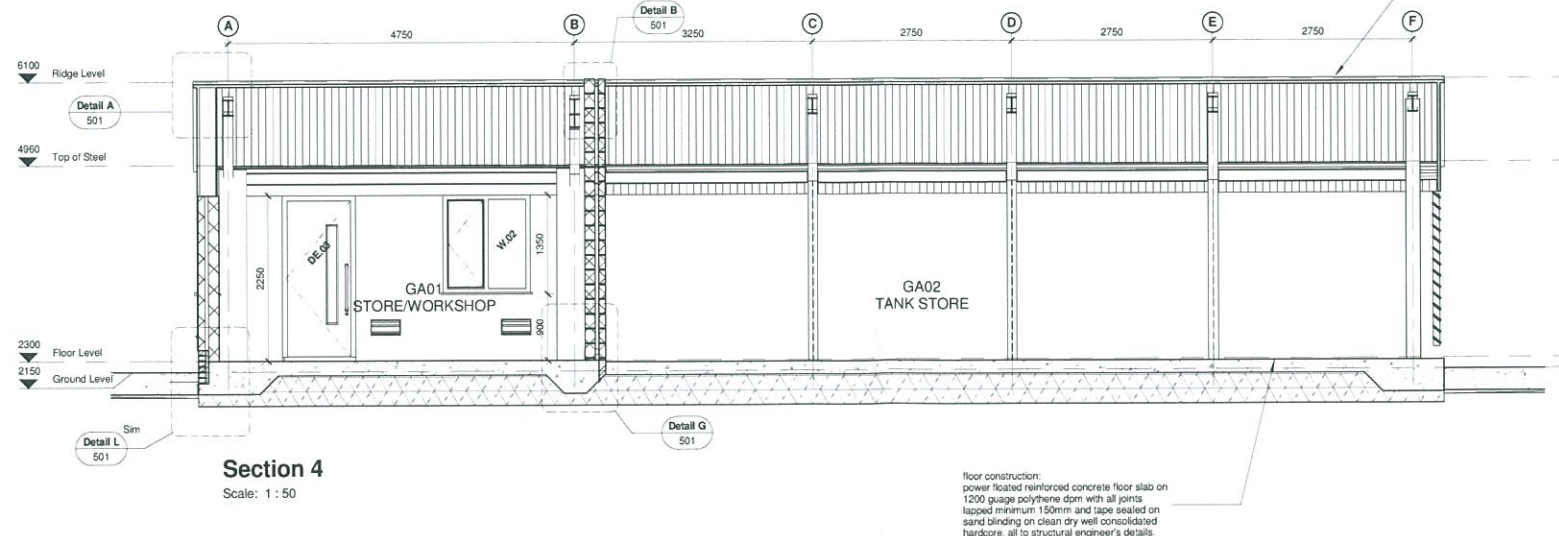 A
B
C
D
E
F
4750
3250
2750
2750
2750
Detail B
501
6100
Ridge Level
Detail A
501
4960
Top of Steel
2250
DE.03
W.02
1350
900
GA01
STORE/WORKSHOP
GA02
TANK STORE
2300
Floor Level
2150
Ground Level
Sim
Detail L
501
Detail G
501
Section 4
Scale: 1 : 50
floor construction:
power floated reinforced concrete floor slab on
1200 guage polythene dpm with all joints
lapped minimum 150mm and tape sealed on
sand blinding on clean dry well consolidated
hardcore, all to structural engineer's details.